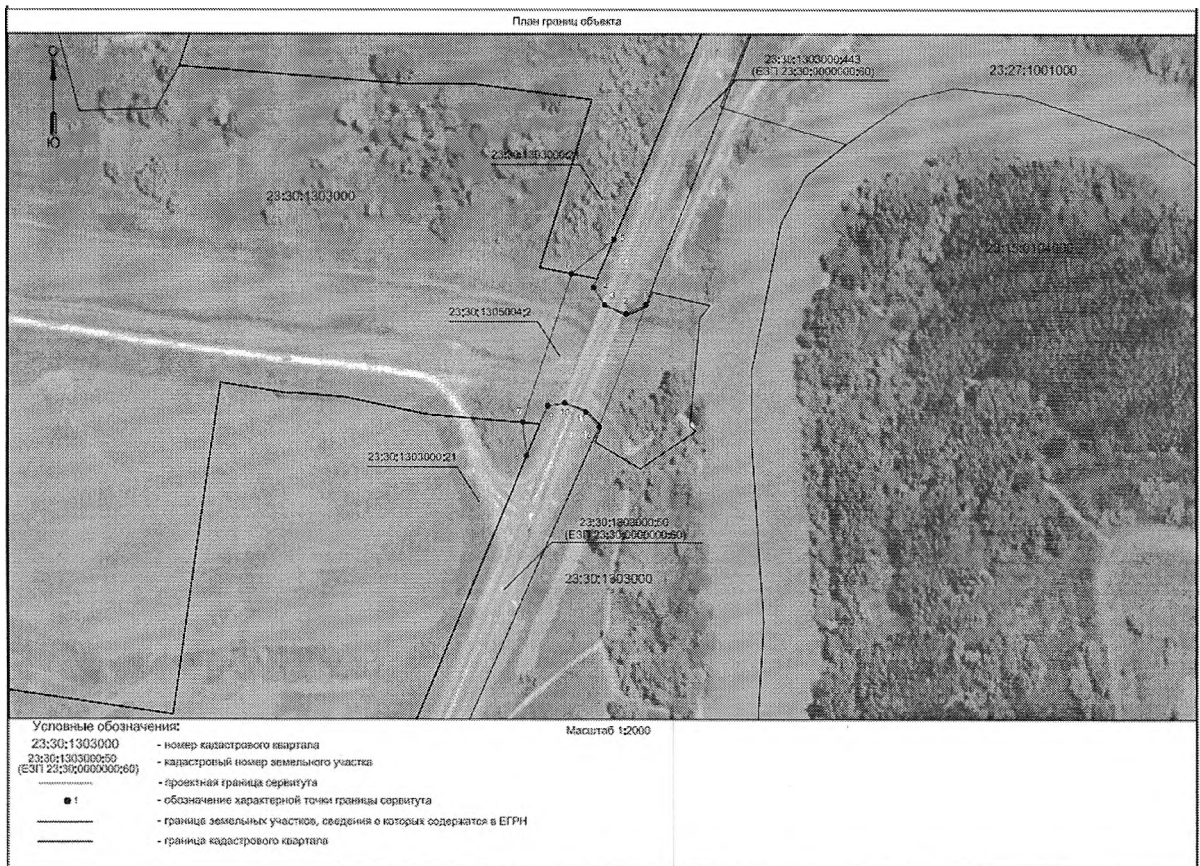 План границ объекта
С
23:30:1303000:443
(ЕЗП 23:30:0000000:60)
23:27:1001000
Ю
23:30:1303000
23:15:0104000
23:30:1305004:2
23:30:1303000:21
23:30:1303000:50
(ЕЗП 23:30:0000000:60)
23:30:1303000
Условные обозначения:
Масштаб 1:2000
23:30:1303000 - номер кадастрового квартала
23:30:1303000:50 - кадастровый номер земельного участка
(ЕЗП 23:30:0000000:60)
- проектная граница сервитута
1 - обозначение характерной точки границы сервитута
- граница земельных участков, сведения о которых содержатся в ЕГРН
- граница кадастрового квартала